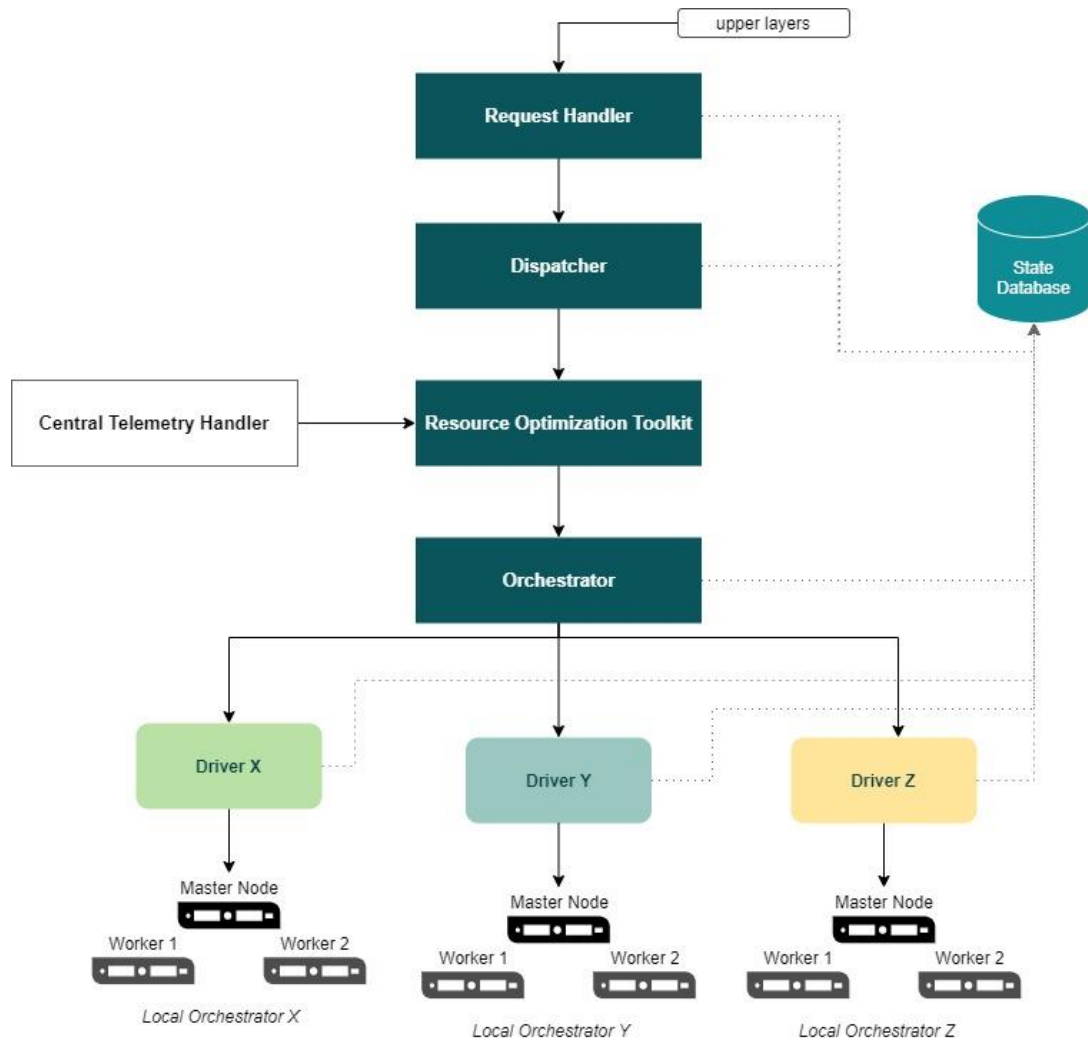 upper layers
Request Handler
Dispatcher
State
Database
Central Telemetry Handler
Resource Optimization Toolkit
Orchestrator
Driver X
Driver Y
Driver Z
Master Node
Worker 1
Worker 2
Local Orchestrator X
Master Node
Worker 1
Worker 2
Local Orchestrator Y
Master Node
Worker 1
Worker 2
Local Orchestrator Z